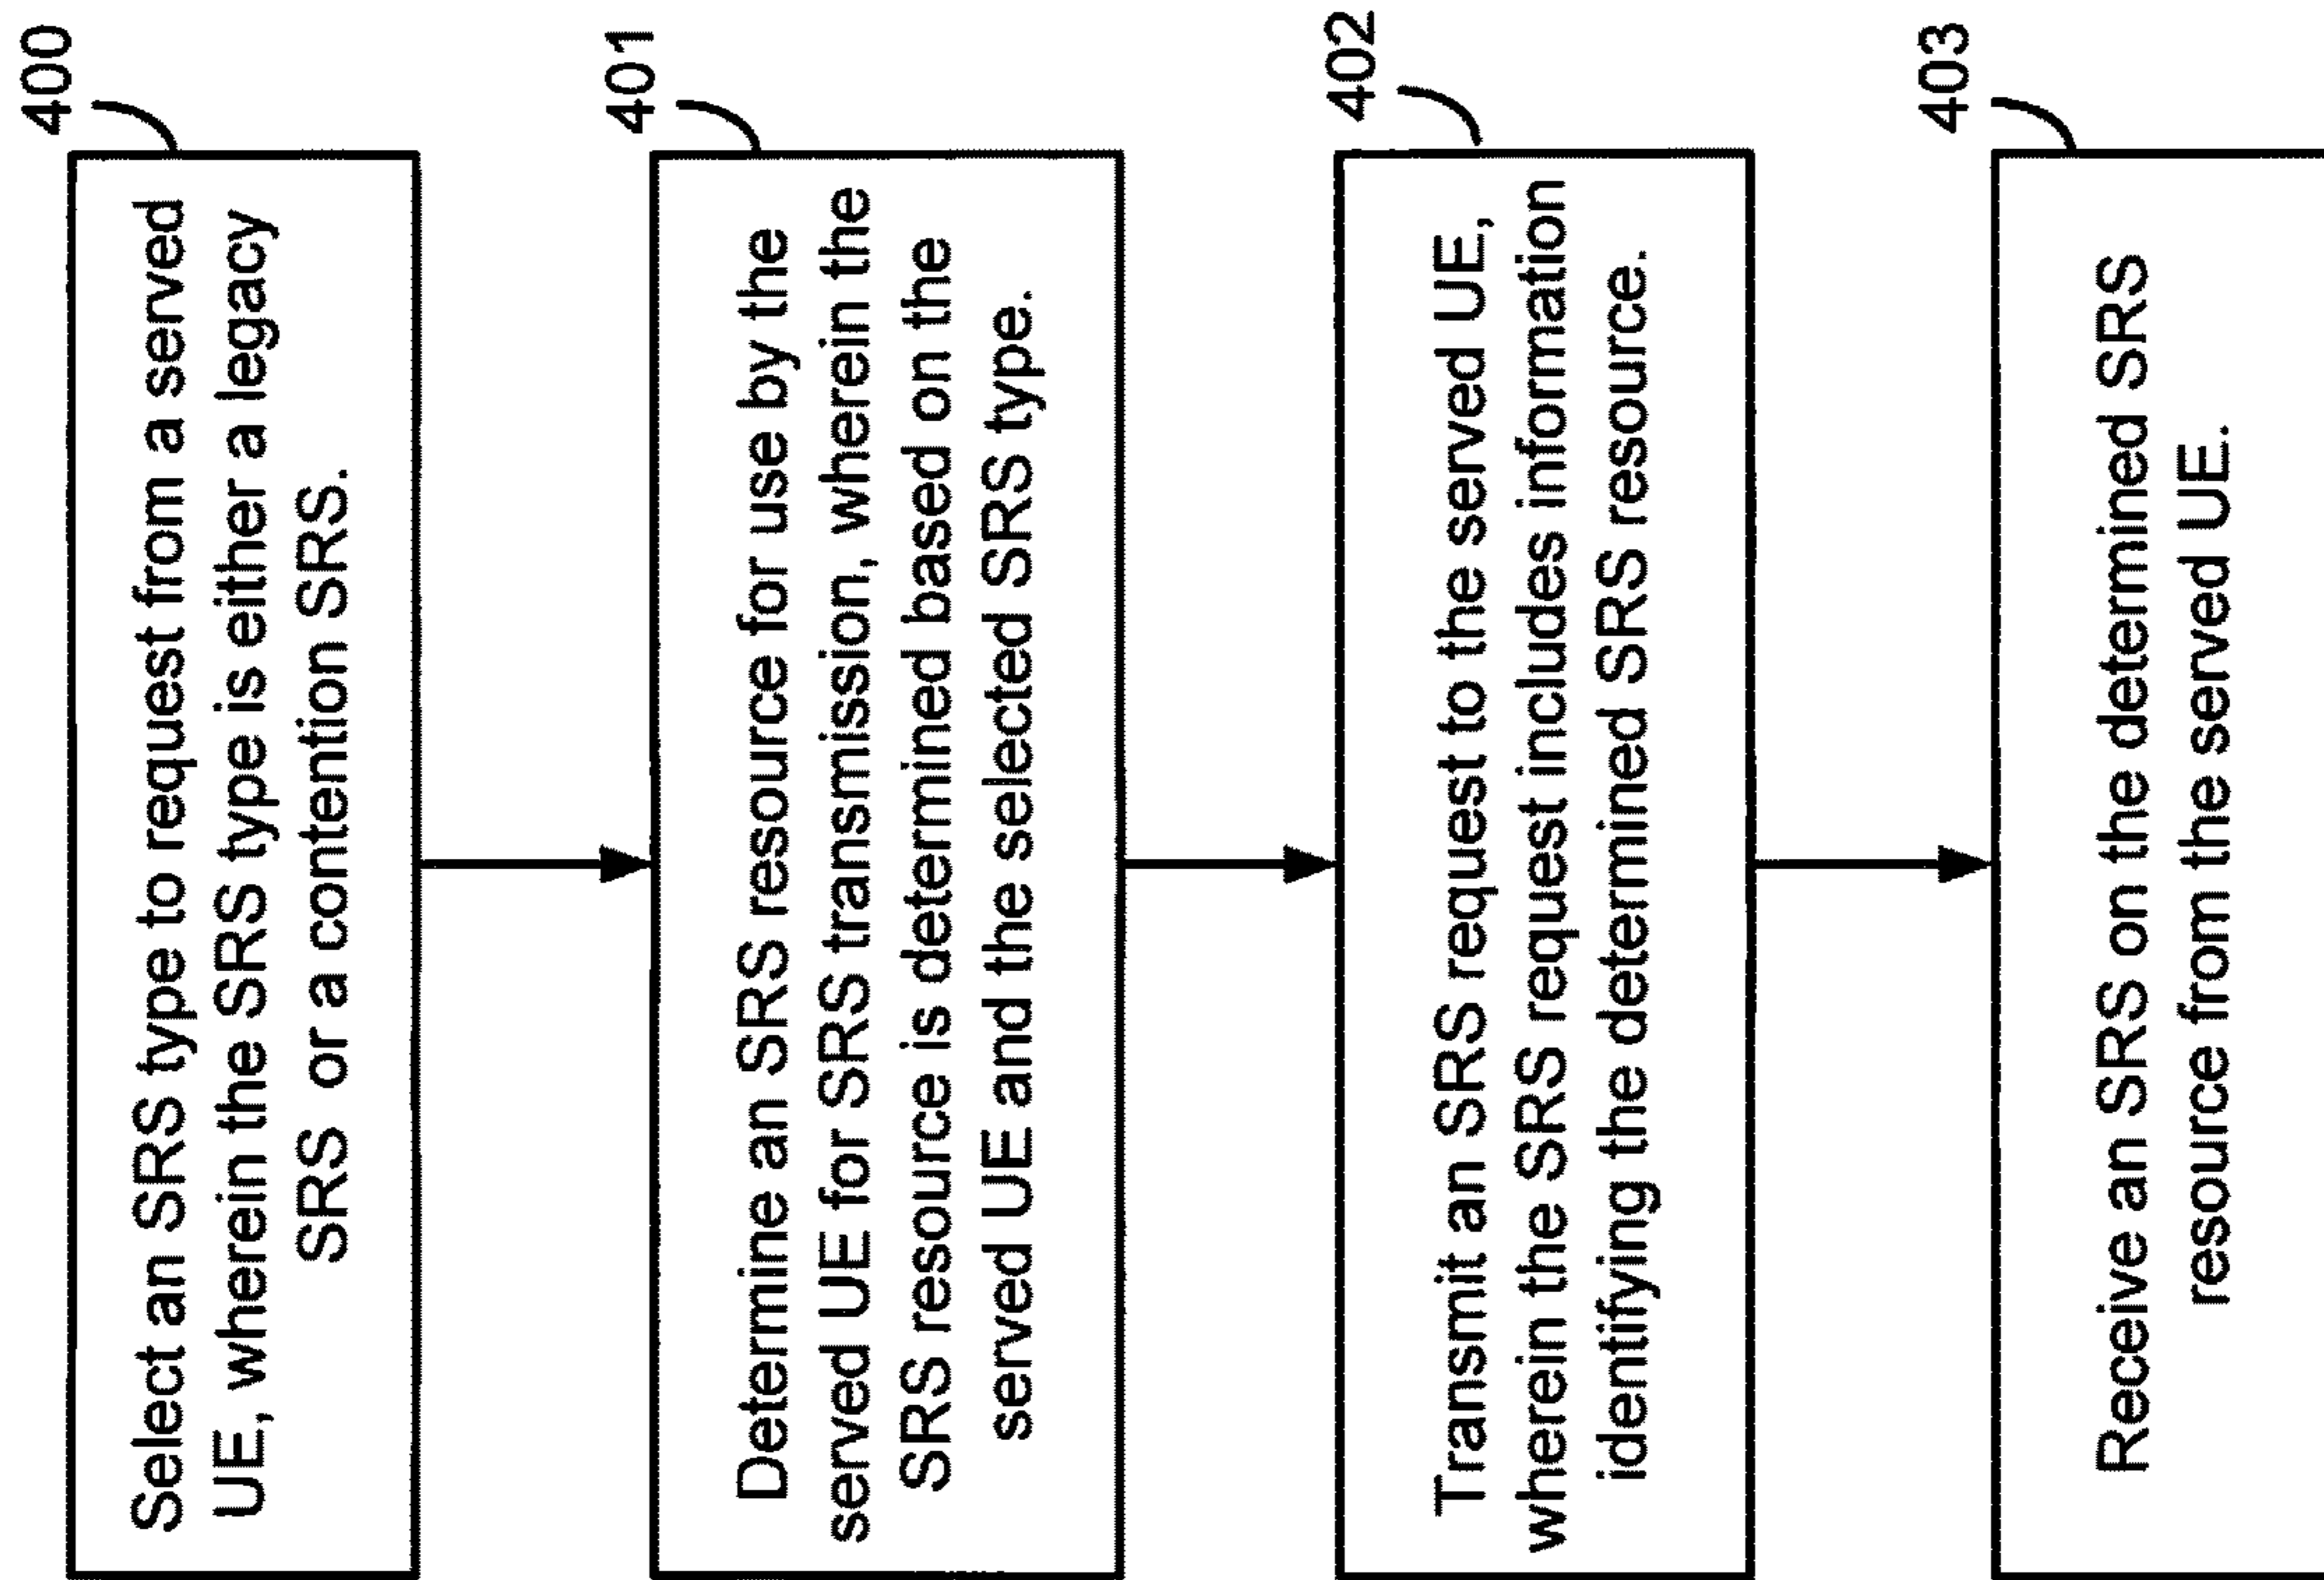 400
Select an SRS type to request from a served
UE, wherein the SRS type is either a legacy
SRS or a contention SRS.
401
Determine an SRS resource for use by the
served UE for SRS transmission, wherein the
SRS resource is determined based on the
served UE and the selected SRS type.
402
Transmit an SRS request to the served UE,
wherein the SRS request includes information
identifying the determined SRS resource.
403
Receive an SRS on the determined SRS
resource from the served UE.